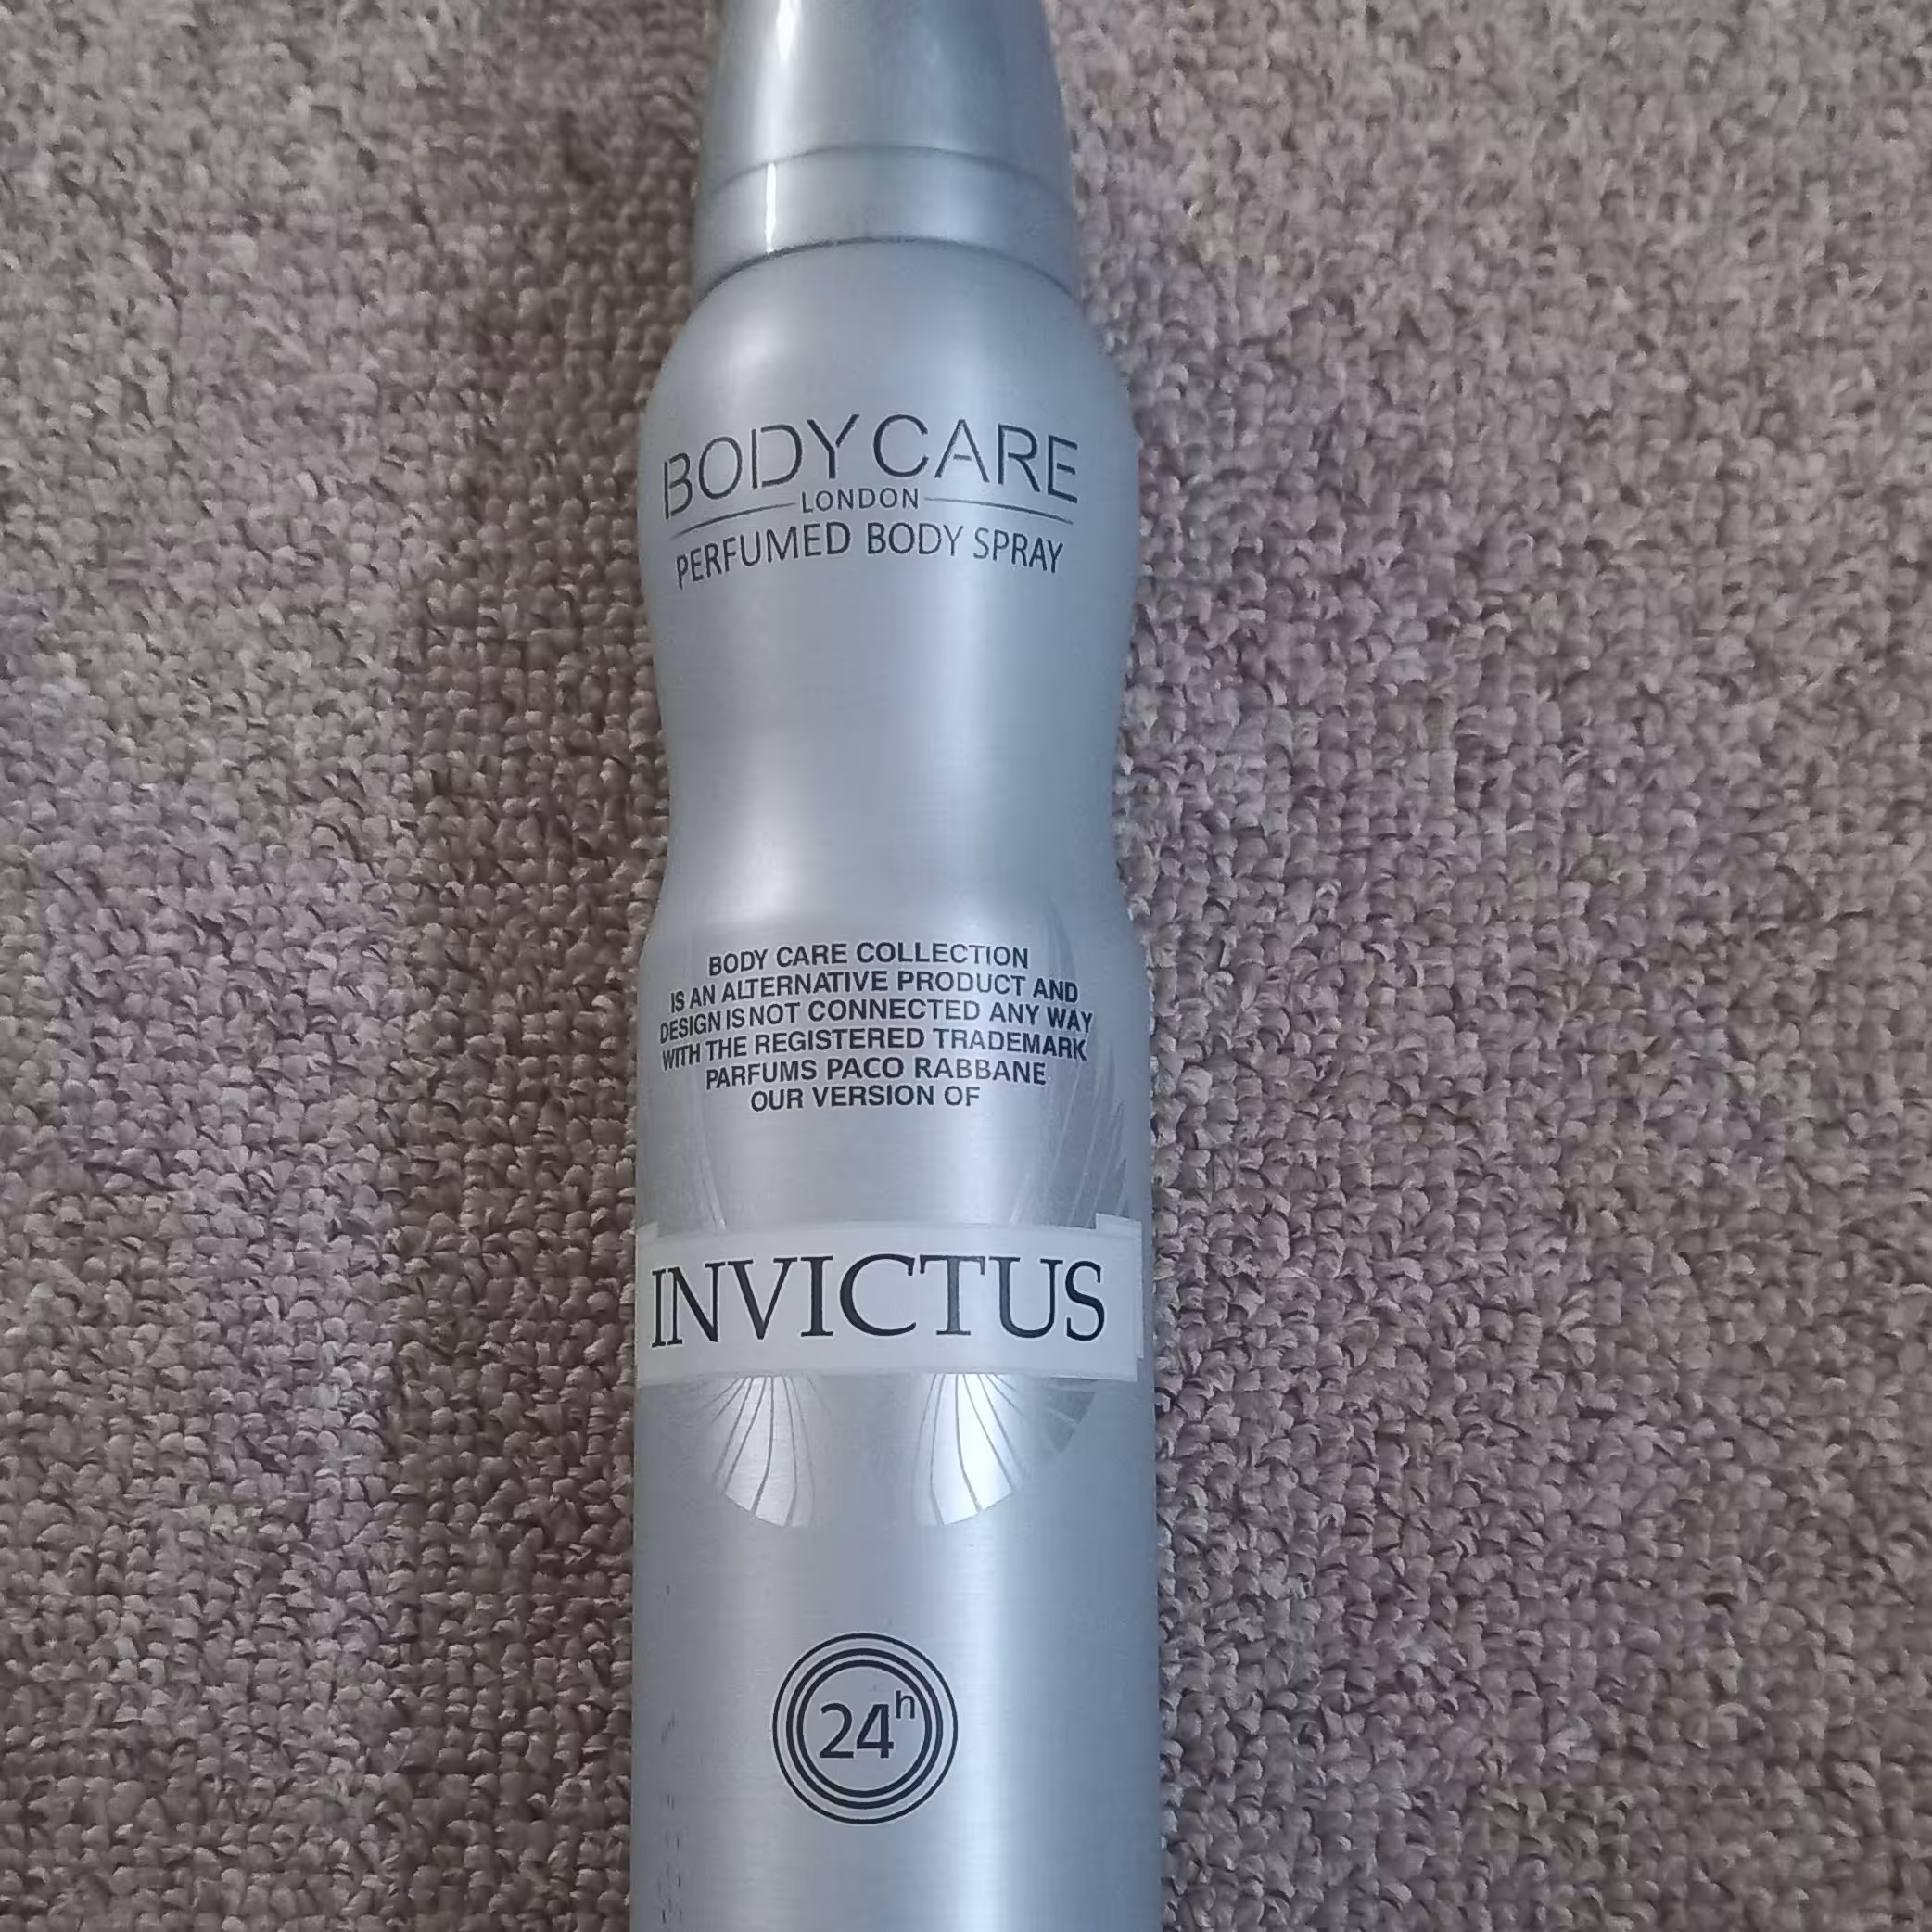 BODY CARE
LONDON
PERFUMED BODY SPRAY
BODY CARE COLLECTION
IS AN ALTERNATIVE PRODUCT AND
DESIGN IS NOT CONNECTED ANY WAY
WITH THE REGISTERED TRADEMARK
PARFUMS PACO RABBANE
OUR VERSION OF
INVICTUS
24h